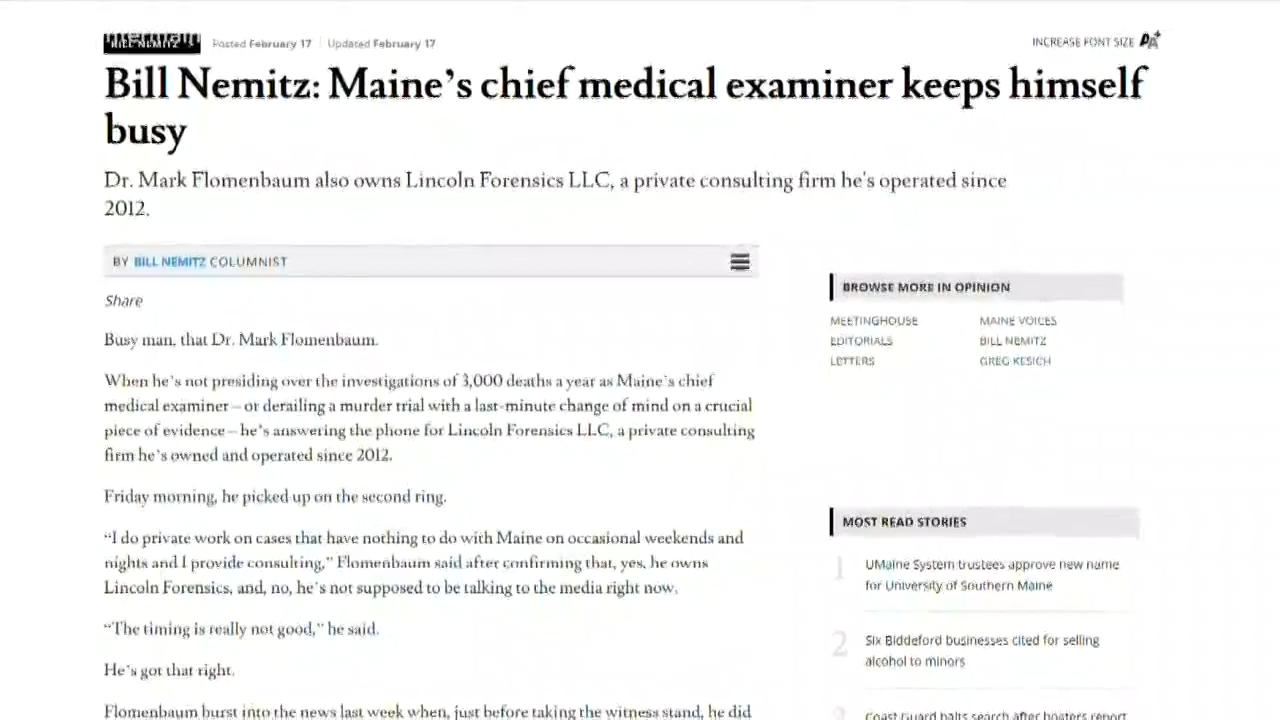 BILL NEMITZ
Posted February 17 | Updated February 17
INCREASE FONT SIZE
Bill Nemitz: Maine's chief medical examiner keeps himself
busy
Dr. Mark Flomenbaum also owns Lincoln Forensics LLC, a private consulting firm he's operated since
2012.
BY BILL NEMITZ COLUMNIST
Share
Busy man, that Dr. Mark Flomenbaum.
When he's not presiding over the investigations of 3,000 deaths a year as Maine's chief
medical examiner – or derailing a murder trial with a last-minute change of mind on a crucial
piece of evidence – he's answering the phone for Lincoln Forensics LLC, a private consulting
firm he's owned and operated since 2012.
Friday morning, he picked up on the second ring.
“I do private work on cases that have nothing to do with Maine on occasional weekends and
nights and I provide consulting,” Flomenbaum said after confirming that, yes, he owns
Lincoln Forensics, and, no, he's not supposed to be talking to the media right now.
“The timing is really not good,” he said.
He's got that right.
Flomenbaum burst into the news last week when, just before taking the witness stand, he did
BROWSE MORE IN OPINION
MEETINGHOUSE MAINE VOICES
EDITORIALS BILL NEMITZ
LETTERS GREG KESICH
MOST READ STORIES
1 UMaine System trustees approve new name
for University of Southern Maine
2 Six Biddeford businesses cited for selling
alcohol to minors
Coast Guard halts search after boaters report